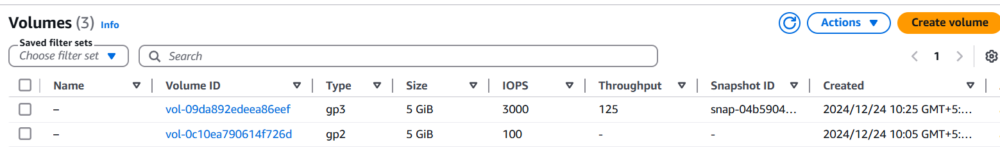 Volumes (3) Info Actions Create volume
Saved filter sets
Choose filter set Search 1
Name Volume ID Type Size IOPS Throughput Snapshot ID Created
– vol-09da892edeea86eef gp3 5 GiB 3000 125 snap-04b5904... 2024/12/24 10:25 GMT+5:...
– vol-0c10ea790614f726d gp2 5 GiB 100 - - 2024/12/24 10:05 GMT+5:...